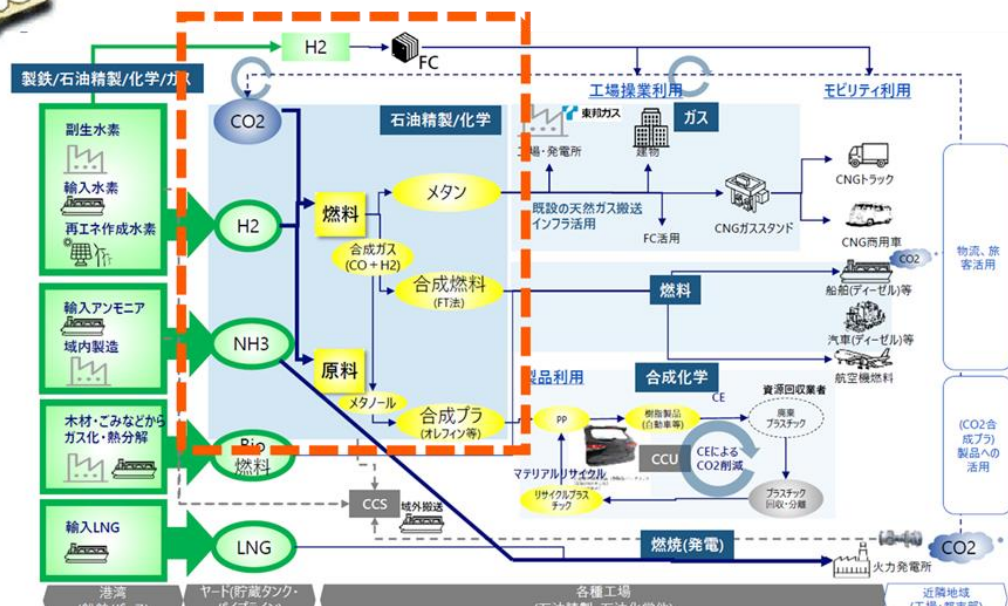 H2
FC
製鉄/石油精製/化学/ガス
工場操業利用
モビリティ利用
CO2
石油精製/化学
東邦ガス
ガス
副生水素
工場・発電所
建物
CNGトラック
輸入水素
メタン
燃料
H2
再エネ作成水素
既設の天然ガス搬送
インフラ活用
FC活用
CNGガススタンド
CNG商用車
合成ガス
(CO+H2)
CO2
物流、旅
客活用
合成燃料
(FT法)
燃料
船舶(ディーゼル)等
輸入アンモニア
域内製造
NH3
汽車(ディーゼル)等
原料
航空機燃料
製品利用
合成化学
資源回収業者
メタノール
CE
木材・ごみなどから
ガス化・熱分解
合成プラ
(オレフィン等)
PP
樹脂製品
(自動車等)
廃棄
プラスチック
(CO2合
成プラ)
製品への
活用
Bio
燃料
CCU
CEによる
CO2削減
マテリアルリサイクル
CCS
域外搬送
リサイクルプラス
チック
プラスチック
回収・分離
輸入LNG
LNG
燃焼(発電)
火力発電所
CO2
港湾
ヤード(貯蔵タンク・
各種工場
近隣地域